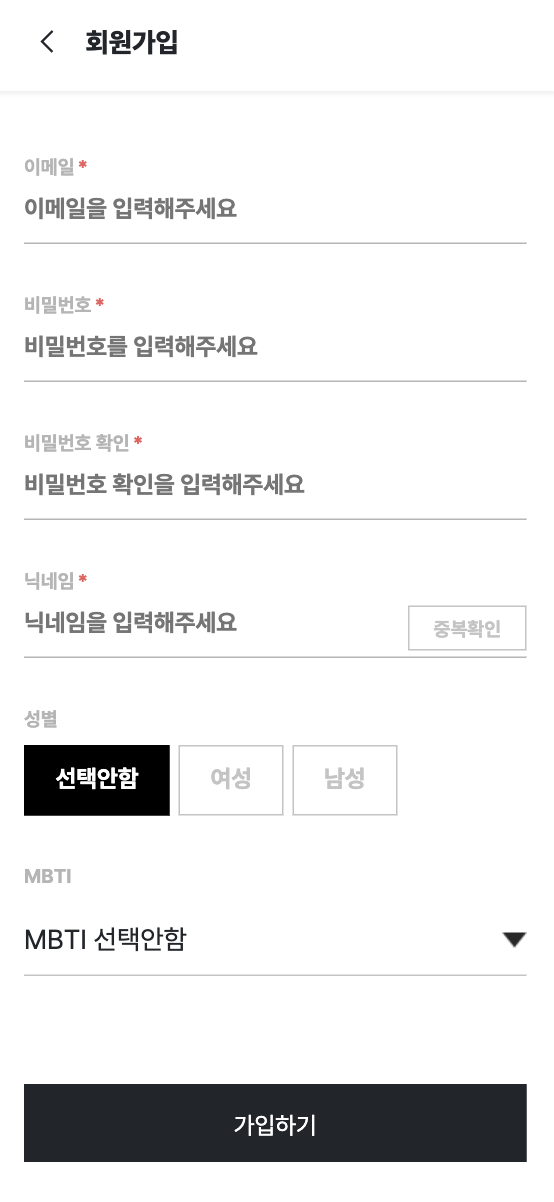 회원가입
이메일 *
이메일을 입력해주세요
비밀번호 *
비밀번호를 입력해주세요
비밀번호 확인 *
비밀번호 확인을 입력해주세요
닉네임 *
닉네임을 입력해주세요 중복확인
성별
선택안함 여성 남성
MBTI
MBTI 선택안함
가입하기